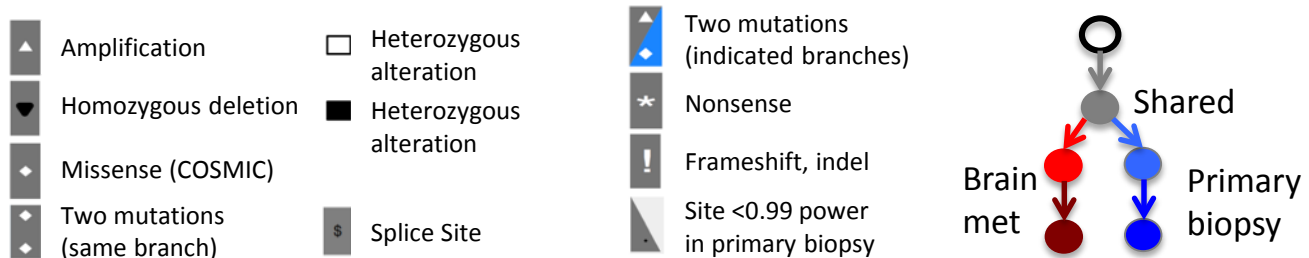 Amplification
Homozygous deletion
Missense (COSMIC)
Two mutations
(same branch)
Heterozygous
alteration
Heterozygous
alteration
$
Splice Site
Two mutations
(indicated branches)
*
Nonsense
!
Frameshift, indel
Site <0.99 power
in primary biopsy
Shared
Brain
met
Primary
biopsy